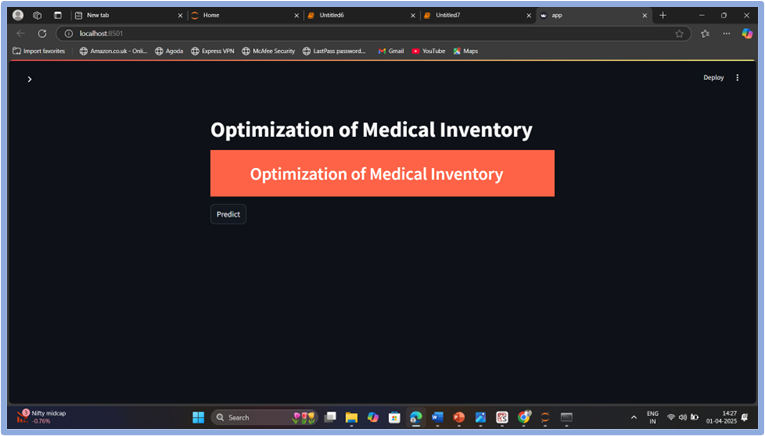 New tab
Home
Untitled6
Untitled7
app
localhost:8501
Import favorites
Amazon.co.uk - Onli...
Agoda
Express VPN
McAfee Security
LastPass password...
Gmail
YouTube
Maps
Deploy
Optimization of Medical Inventory
Optimization of Medical Inventory
Predict
Nifty midcap
-0.76%
Search
ENG
IN
14:27
01-04-2025